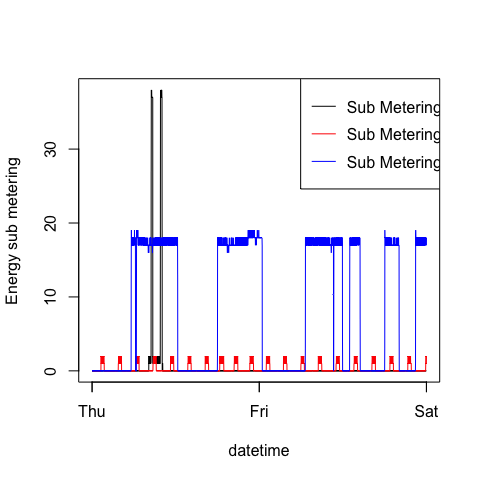 Sub Metering
Sub Metering
Sub Metering
Energy sub metering
30
20
10
0
Thu Fri Sat
datetime